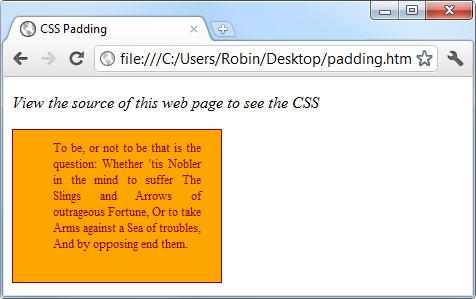 CSS Padding
file:///C:/Users/Robin/Desktop/padding.htm
View the source of this web page to see the CSS
To be, or not to be that is the
question: Whether 'tis Nobler
in the mind to suffer The
Slings and Arrows of
outrageous Fortune, Or to take
Arms against a Sea of troubles,
And by opposing end them.